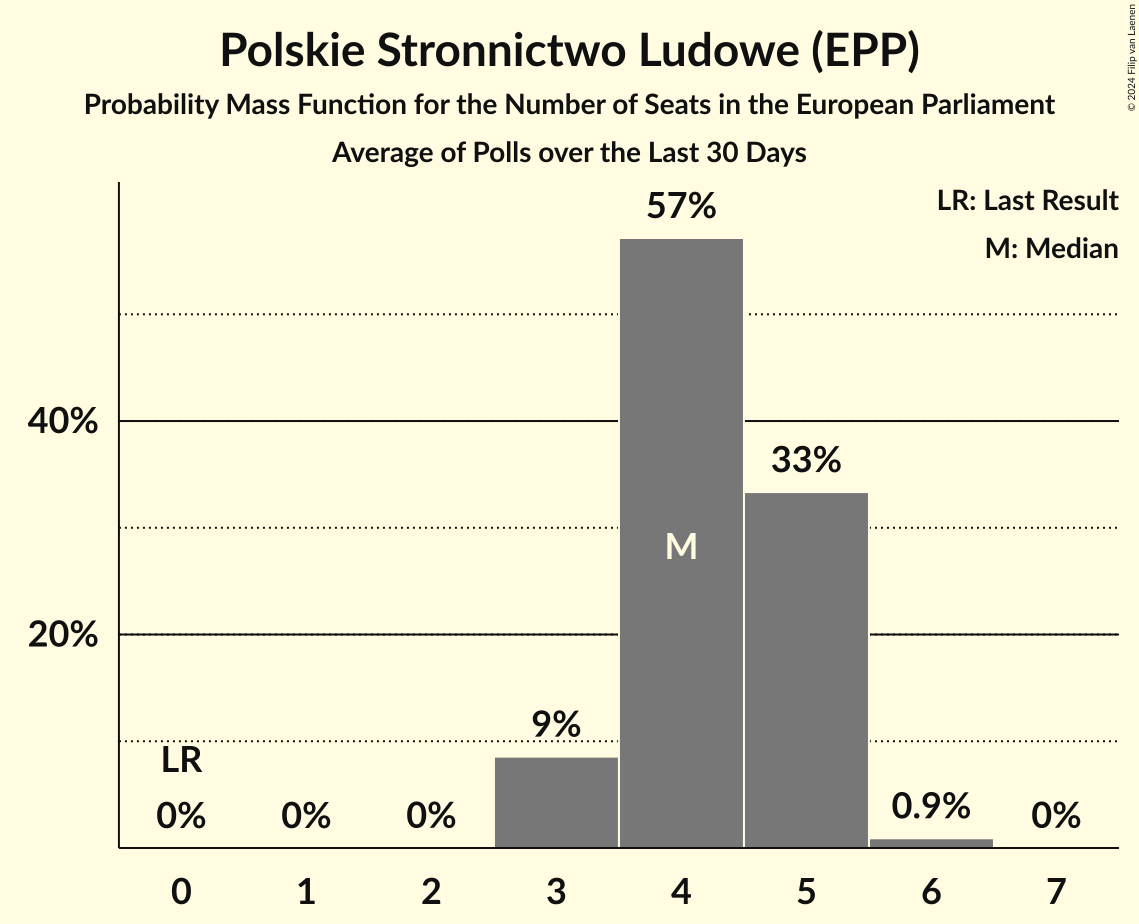 Polskie Stronnictwo Ludowe (EPP)
Probability Mass Function for the Number of Seats in the European Parliament
Average of Polls over the Last 30 Days
© 2024 Filip van Laenen
LR: Last Result
M: Median
57%
40%
33%
M
20%
9%
LR
0%
0%
0%
0.9%
0%
0
1
2
3
4
5
6
7